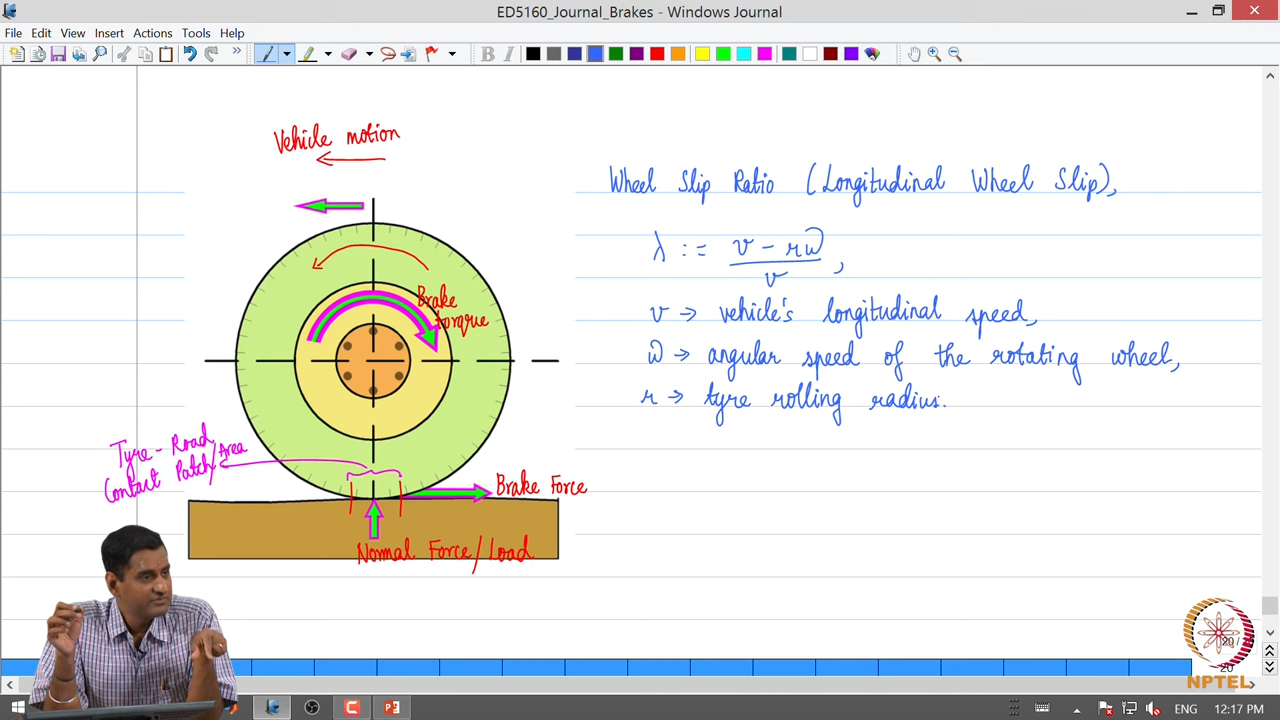 ED5160_Journal_Brakes - Windows Journal
File Edit View Insert Actions Tools Help
Vehicle motion
Brake
torque
Tyre - Road
Contact Patch/Area
Brake Force
Normal Force/Load
Wheel Slip Ratio (Longitudinal Wheel Slip),
λ := v - rω / v ,
v → vehicle's longitudinal speed,
ω → angular speed of the rotating wheel,
r → tyre rolling radius.
20
NPTEL
ENG 12:17 PM